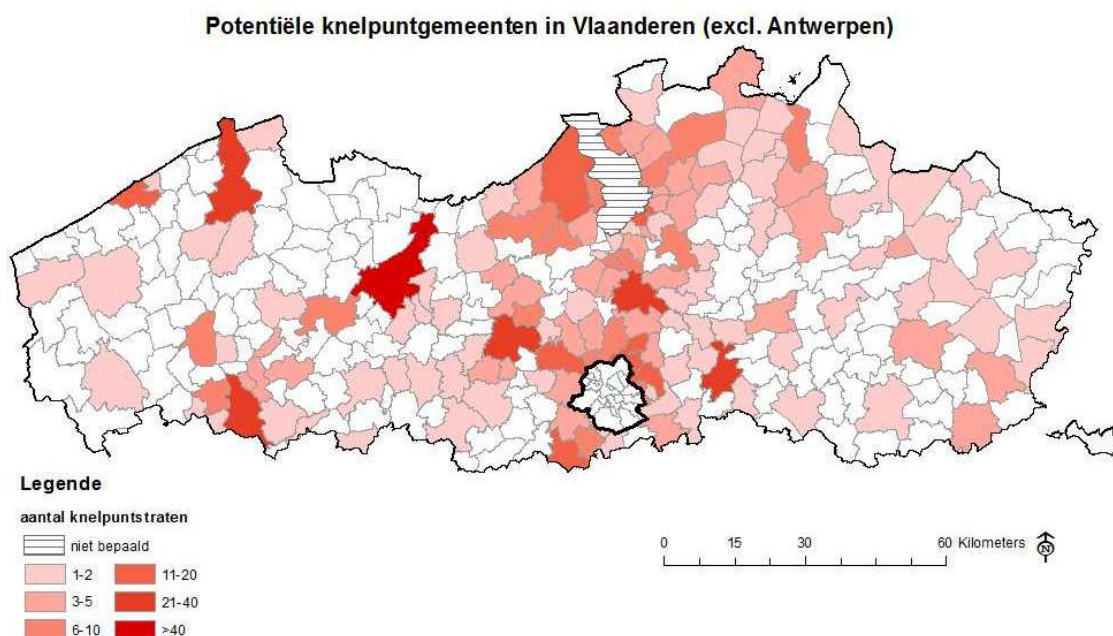 Potentiële knelpuntgemeenten in Vlaanderen (excl. Antwerpen)
Legende
aantal knelpuntstraten
niet bepaald
1-2
11-20
3-5
21-40
6-10
>40
0 15 30 60 Kilometers
N